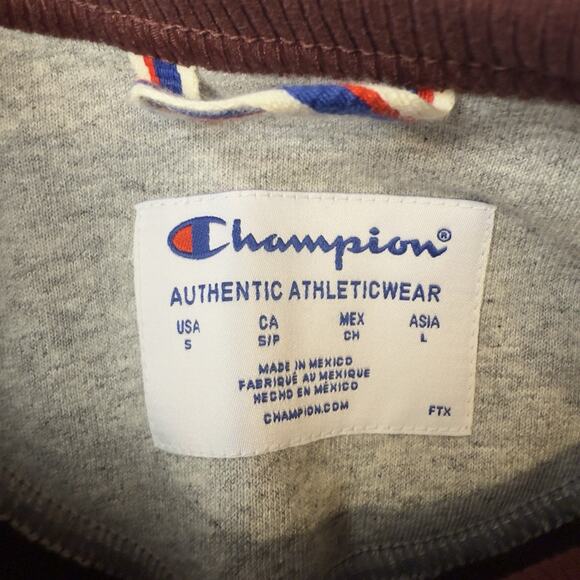 Champion®
AUTHENTIC ATHLETICWEAR
USA CA MEX ASIA
S S/P CH L
MADE IN MEXICO
FABRIQUÉ AU MEXIQUE
HECHO EN MÉXICO
CHAMPION.COM FTX